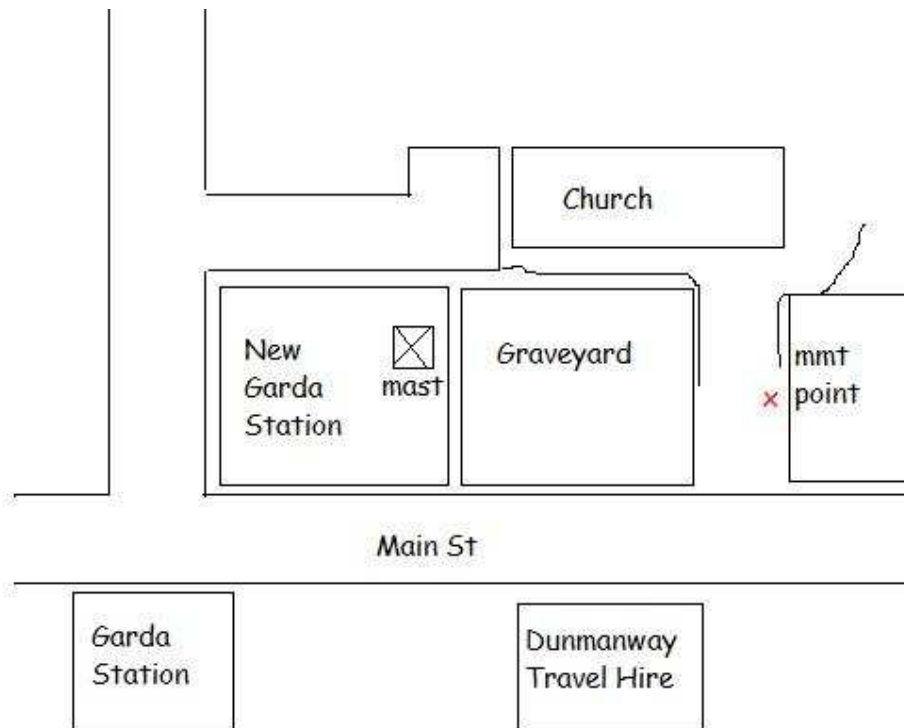 Church
New
Garda
Station
mast
Graveyard
mmt
point
Main St
Garda
Station
Dunmanway
Travel Hire